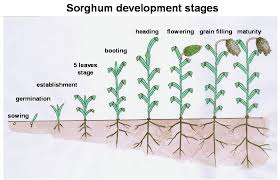 Sorghum development stages
sowing
germination
establishment
5 leaves
stage
booting
heading
flowering
grain filling
maturity